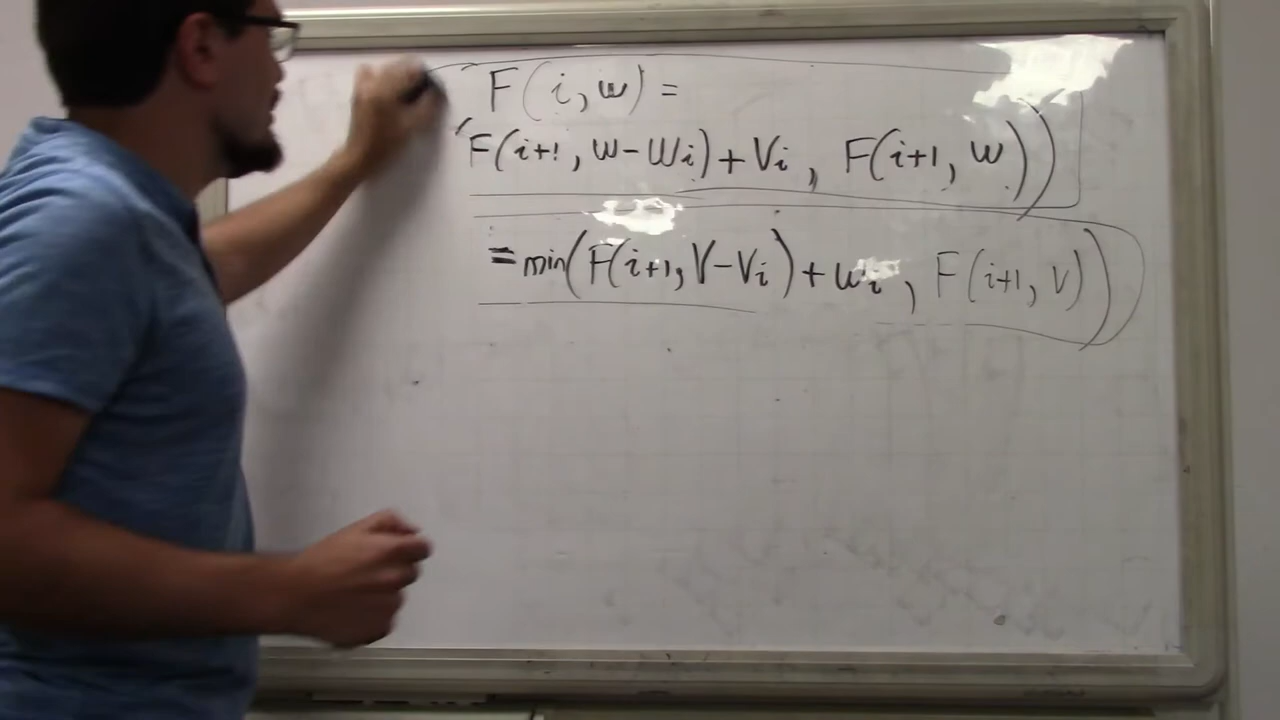 F(i, w) =
F(i+1, w-wi) + Vi, F(i+1, w))
=min(F(i+1, V-Vi) + wi, F(i+1, V))